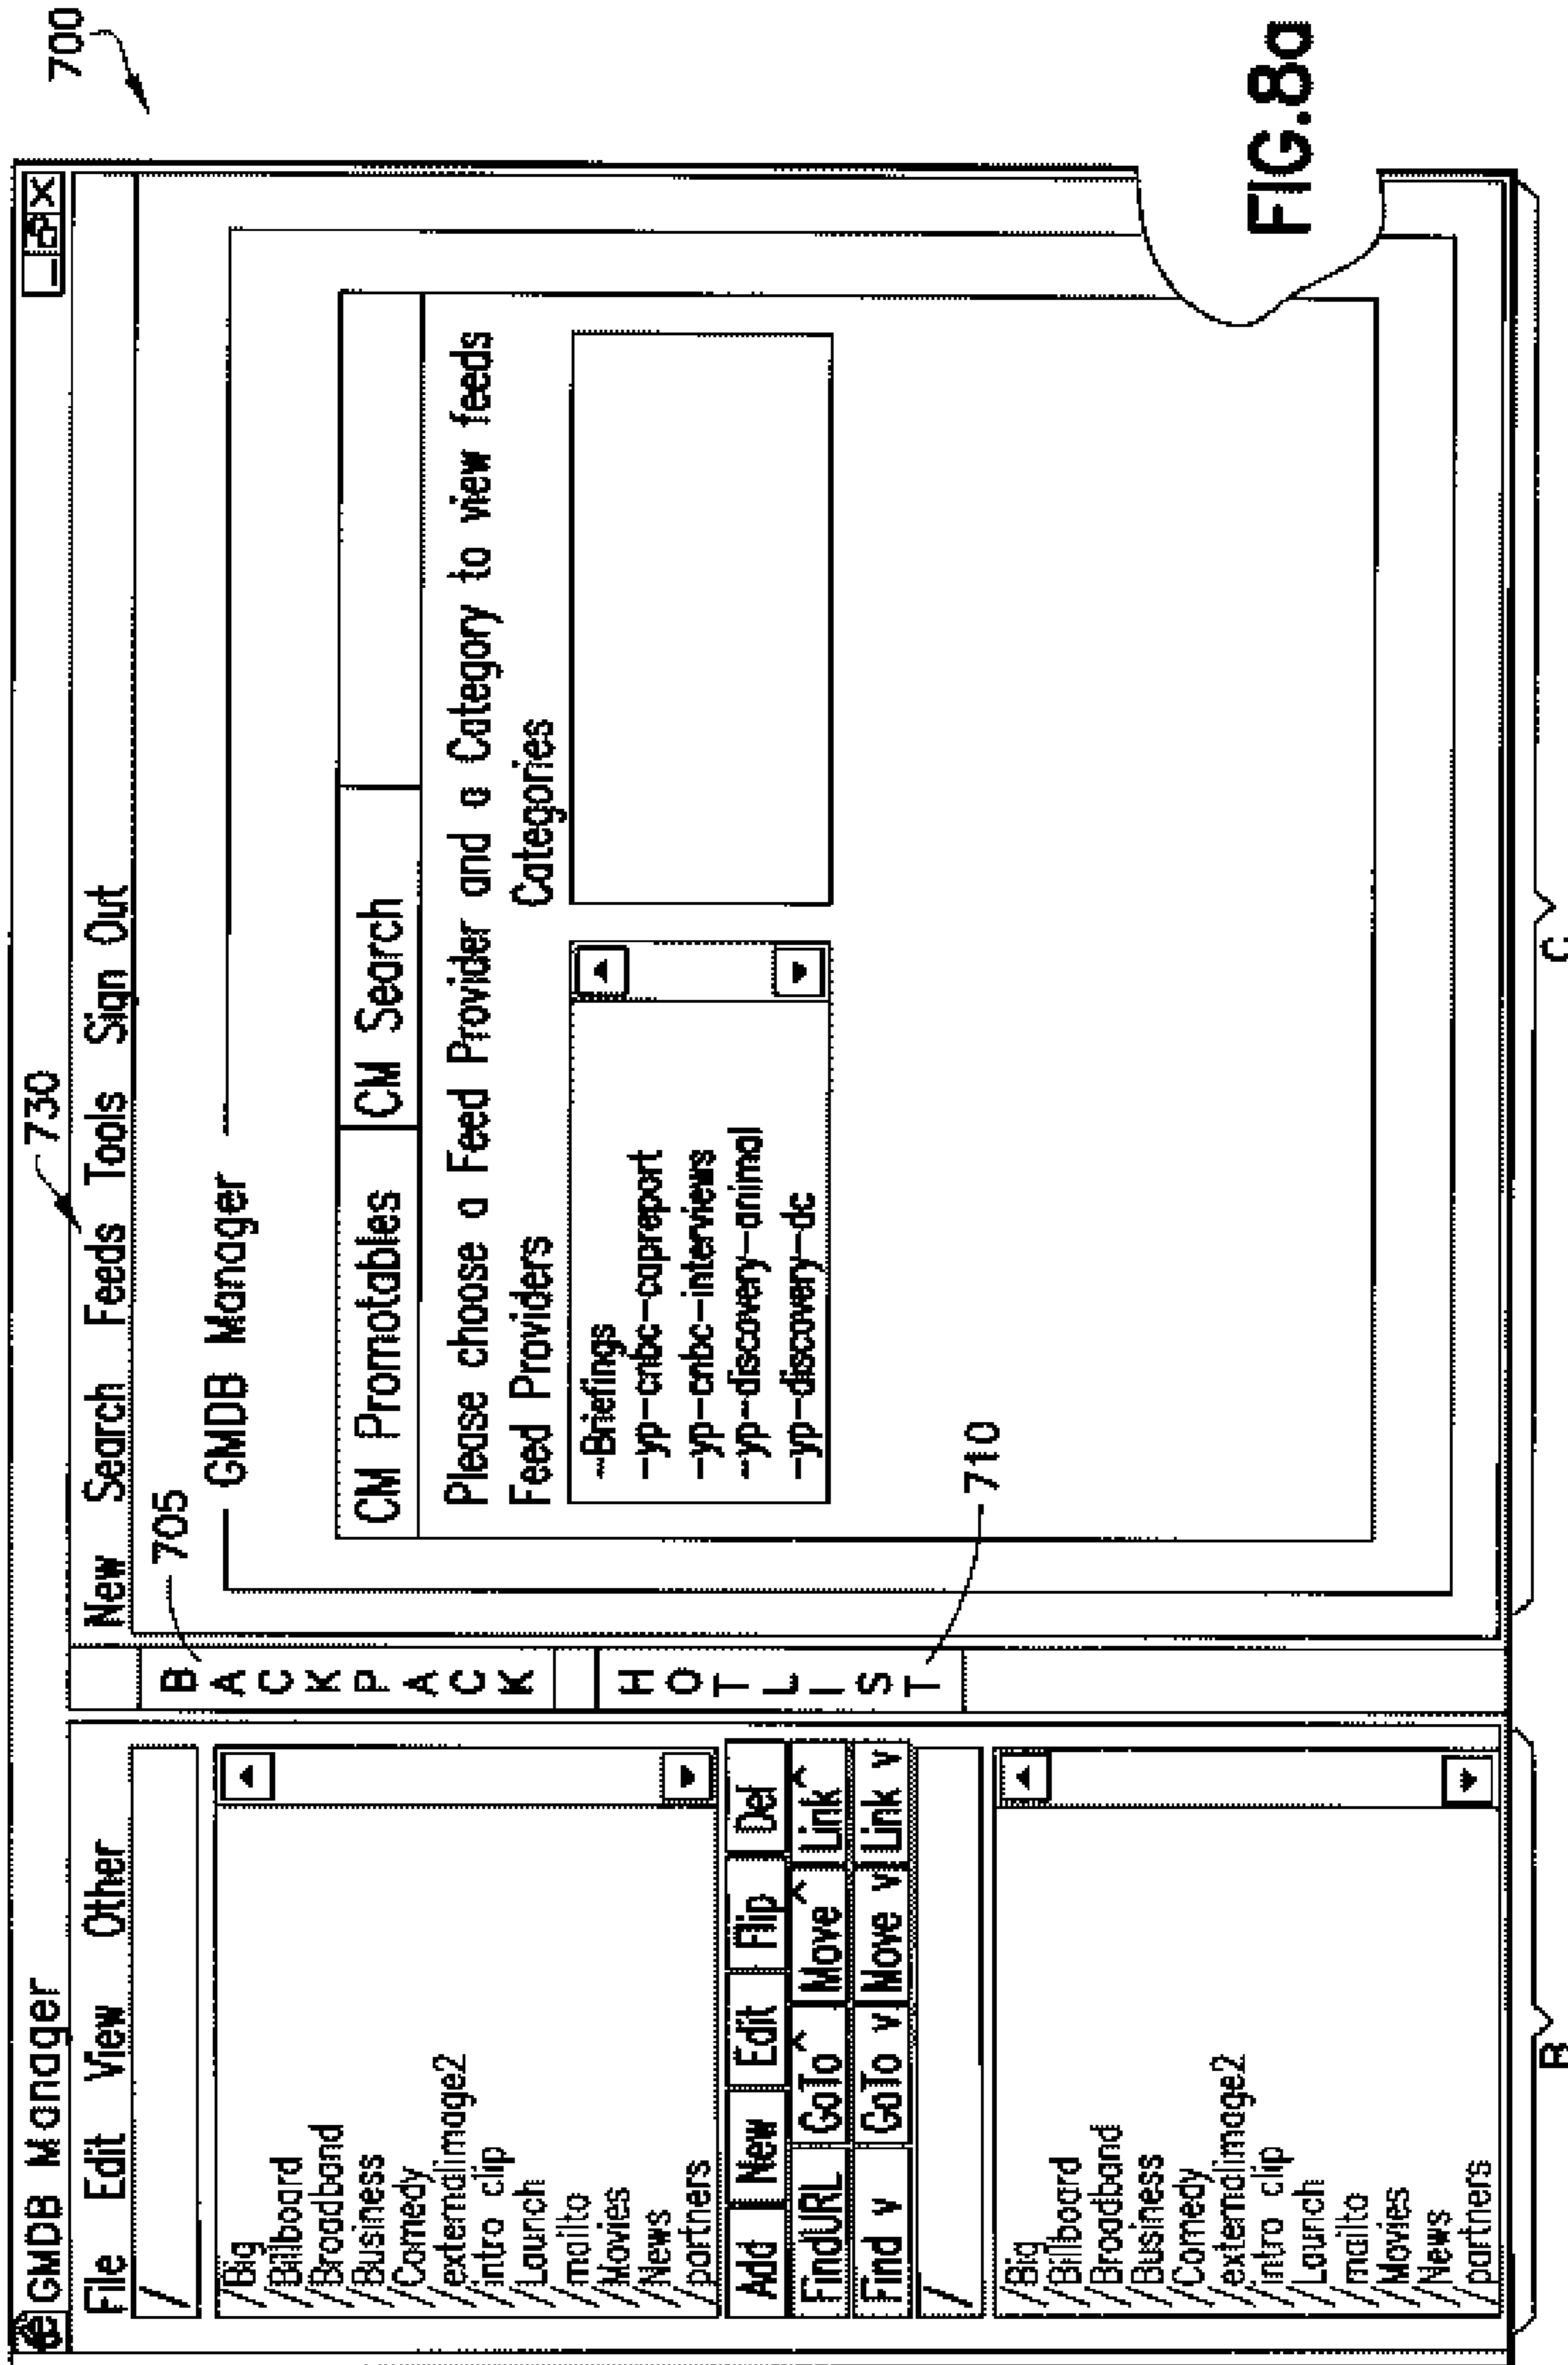 700
GMDB Manager
File Edit View Other
/
/Big
/Billboard
/Broadband
/Business
/Comedy
/externalimage2
/intro clip
/Launch
/mailto
/Movies
/News
/partners
Add New Edit Flip Del
FindURL GoTo ^ Move ^ Link ^
Find v GoTo v Move v Link v
/
/Big
/Billboard
/Broadband
/Business
/Comedy
/externalimage2
/intro clip
/Launch
/mailto
/Movies
/News
/partners
B
BACKPACK
HOTLIST
705
710
730
New Search Feeds Tools Sign Out
GMDB Manager
CM Promotables CM Search
Please choose a Feed Provider and a Category to view feeds
Feed Providers Categories
--Briefings
--yp-cnbc-capreport
--yp-cnbc-interviews
--yp-discovery-animal
--yp-discovery-dc
C
FIG.8a